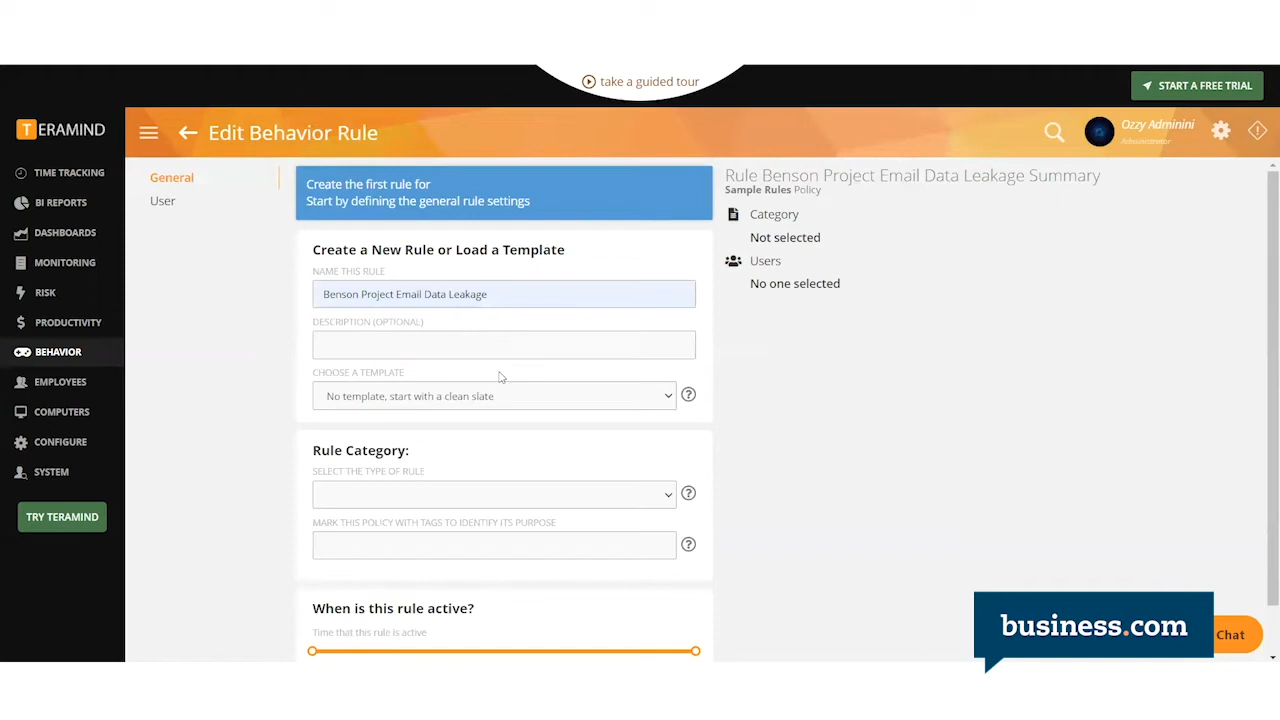 take a guided tour
START A FREE TRIAL
TERAMIND
Edit Behavior Rule
Ozzy Adminini
Administrator
TIME TRACKING
BI REPORTS
DASHBOARDS
MONITORING
RISK
PRODUCTIVITY
BEHAVIOR
EMPLOYEES
COMPUTERS
CONFIGURE
SYSTEM
TRY TERAMIND
General
User
Create the first rule for
Start by defining the general rule settings
Create a New Rule or Load a Template
NAME THIS RULE
Benson Project Email Data Leakage
DESCRIPTION (OPTIONAL)
CHOOSE A TEMPLATE
No template, start with a clean slate
Rule Category:
SELECT THE TYPE OF RULE
MARK THIS POLICY WITH TAGS TO IDENTIFY ITS PURPOSE
When is this rule active?
Time that this rule is active
Rule Benson Project Email Data Leakage Summary
Sample Rules Policy
Category
Not selected
Users
No one selected
business.com
Chat